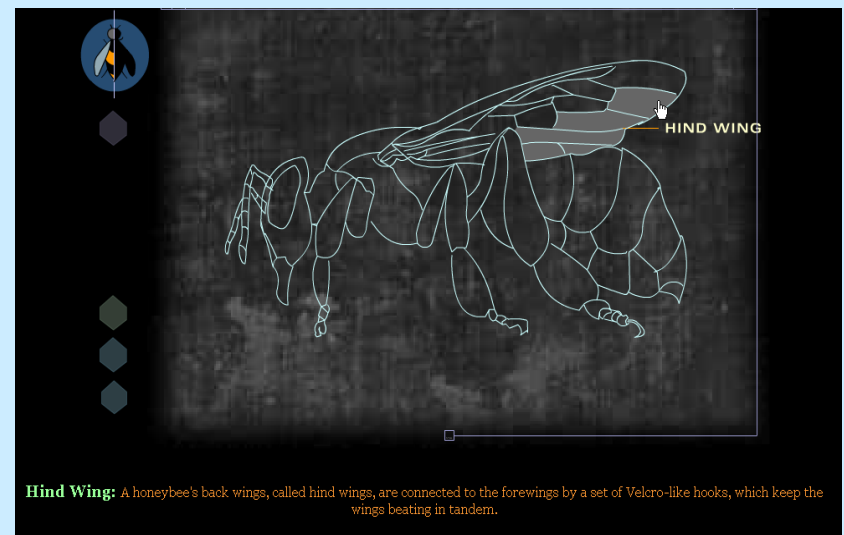 HIND WING
Hind Wing: A honeybee's back wings, called hind wings, are connected to the forewings by a set of Velcro-like hooks, which keep the
wings beating in tandem.